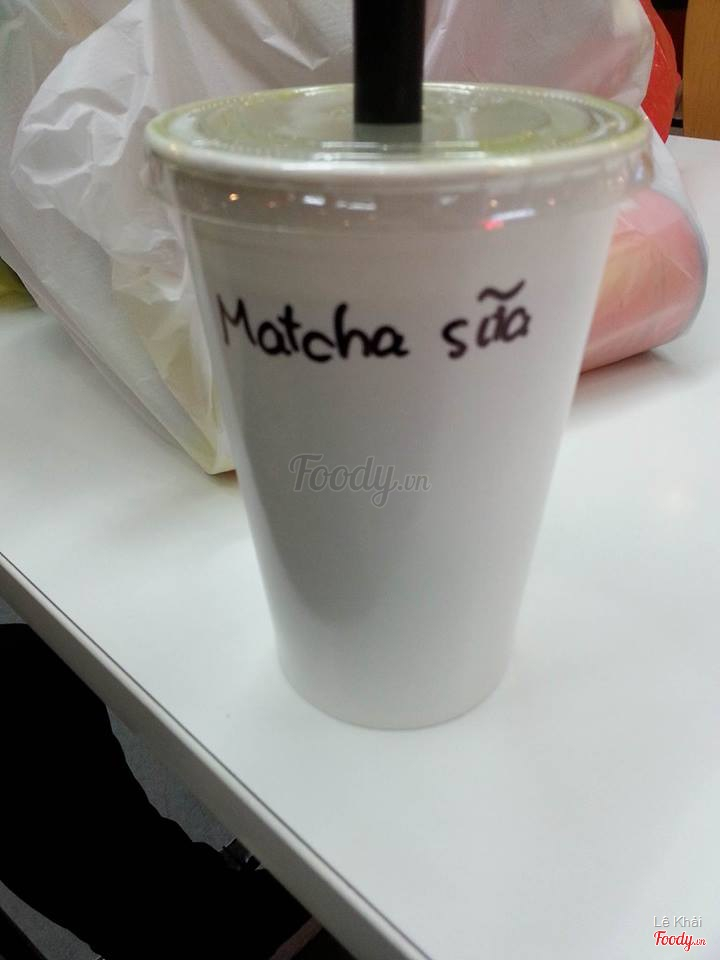 Matcha sữa
Foody.vn
Lê Khải
Foody.vn